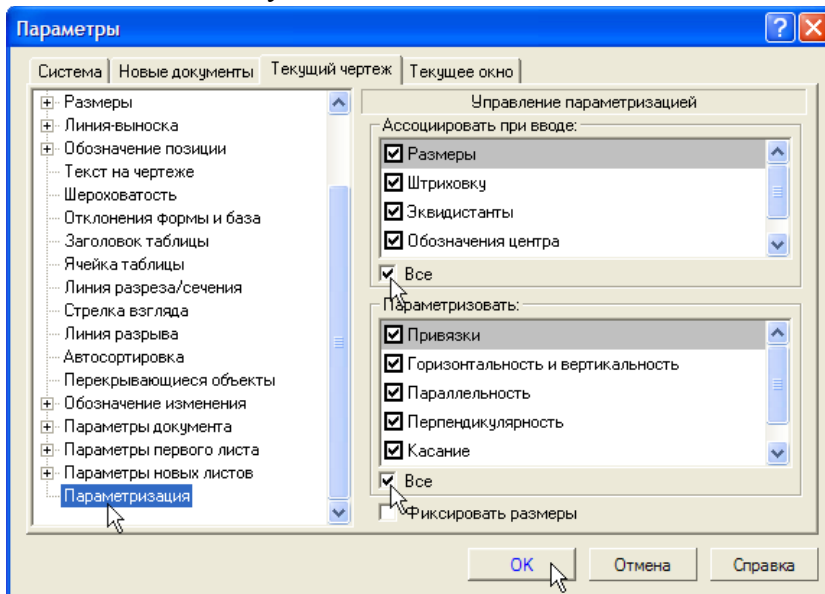 Параметры
Система Новые документы Текущий чертеж Текущее окно
Размеры
Линия-выноска
Обозначение позиции
Текст на чертеже
Шероховатость
Отклонения формы и база
Заголовок таблицы
Ячейка таблицы
Линия разреза/сечения
Стрелка взгляда
Линия разрыва
Автосортировка
Перекрывающиеся объекты
Обозначение изменения
Параметры документа
Параметры первого листа
Параметры новых листов
Параметризация
Управление параметризацией
Ассоциировать при вводе:
Размеры
Штриховку
Эквидистанты
Обозначения центра
Все
Параметризовать:
Привязки
Горизонтальность и вертикальность
Параллельность
Перпендикулярность
Касание
Все
Фиксировать размеры
OK Отмена Справка